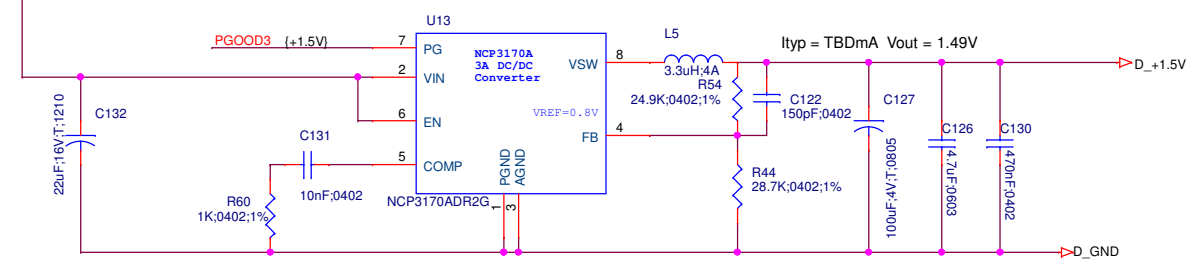 U13
L5
PGOOD3 {+1.5V}
7
PG
NCP3170A
3A DC/DC
Converter
VSW
8
3.3uH;4A
Ityp = TBDmA Vout = 1.49V
D_+1.5V
2
VIN
R54
24.9K;0402;1%
C122
150pF;0402
C127
100uF;4V;T;0805
C132
22uF;16V;T;1210
6
EN
VREF=0.8V
FB
4
C126
4.7uF;0603
C130
470nF;0402
C131
10nF;0402
5
COMP
PGND
AGND
R44
28.7K;0402;1%
R60
1K;0402;1%
NCP3170ADR2G
1
3
D_GND